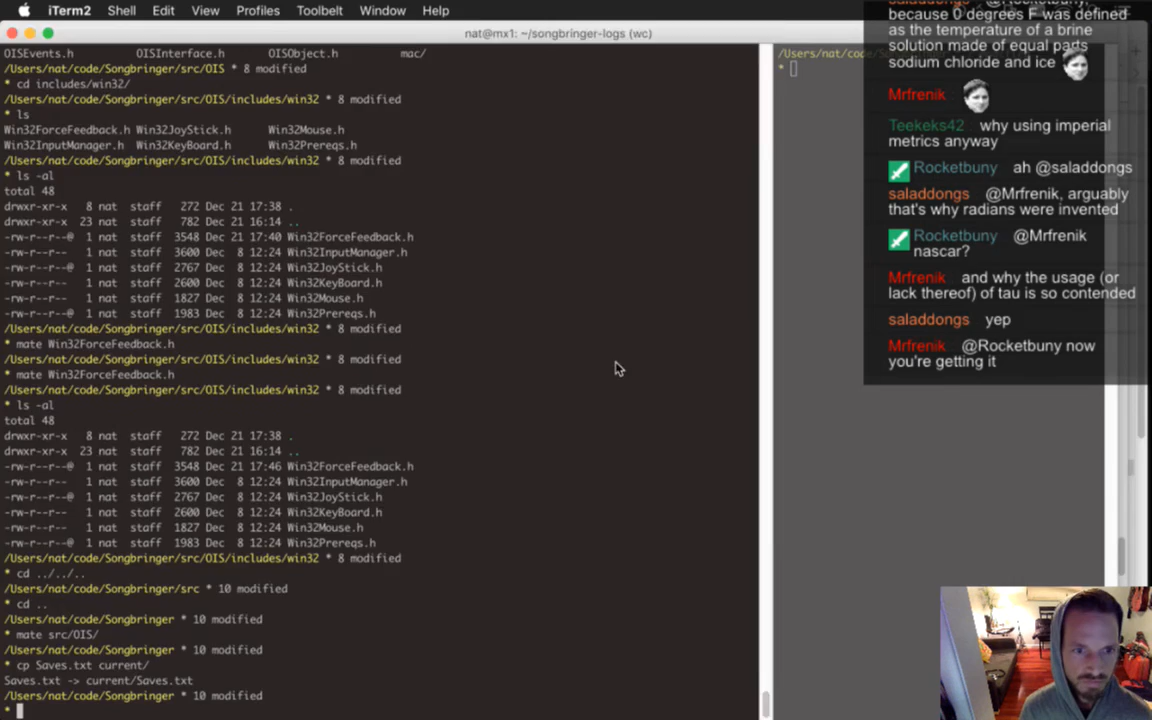 iTerm2 Shell Edit View Profiles Toolbelt Window Help
nat@mx1: ~/songbringer-logs (wc)
OISEvents.h OISInterface.h OISObject.h mac/
/Users/nat/code/Songbringer/src/OIS * 8 modified
* cd includes/win32/
/Users/nat/code/Songbringer/src/OIS/includes/win32 * 8 modified
* ls
Win32ForceFeedback.h Win32JoyStick.h Win32Mouse.h
Win32InputManager.h Win32KeyBoard.h Win32Prereqs.h
/Users/nat/code/Songbringer/src/OIS/includes/win32 * 8 modified
* ls -al
total 48
drwxr-xr-x 8 nat staff 272 Dec 21 17:38 .
drwxr-xr-x 23 nat staff 782 Dec 21 16:14 ..
-rw-r--r--@ 1 nat staff 3548 Dec 21 17:40 Win32ForceFeedback.h
-rw-r--r-- 1 nat staff 3600 Dec 8 12:24 Win32InputManager.h
-rw-r--r--@ 1 nat staff 2767 Dec 8 12:24 Win32JoyStick.h
-rw-r--r-- 1 nat staff 2600 Dec 8 12:24 Win32KeyBoard.h
-rw-r--r-- 1 nat staff 1827 Dec 8 12:24 Win32Mouse.h
-rw-r--r--@ 1 nat staff 1983 Dec 8 12:24 Win32Prereqs.h
/Users/nat/code/Songbringer/src/OIS/includes/win32 * 8 modified
* mate Win32ForceFeedback.h
/Users/nat/code/Songbringer/src/OIS/includes/win32 * 8 modified
* mate Win32ForceFeedback.h
/Users/nat/code/Songbringer/src/OIS/includes/win32 * 8 modified
* ls -al
total 48
drwxr-xr-x 8 nat staff 272 Dec 21 17:38 .
drwxr-xr-x 23 nat staff 782 Dec 21 16:14 ..
-rw-r--r--@ 1 nat staff 3548 Dec 21 17:46 Win32ForceFeedback.h
-rw-r--r-- 1 nat staff 3600 Dec 8 12:24 Win32InputManager.h
-rw-r--r--@ 1 nat staff 2767 Dec 8 12:24 Win32JoyStick.h
-rw-r--r-- 1 nat staff 2600 Dec 8 12:24 Win32KeyBoard.h
-rw-r--r-- 1 nat staff 1827 Dec 8 12:24 Win32Mouse.h
-rw-r--r--@ 1 nat staff 1983 Dec 8 12:24 Win32Prereqs.h
/Users/nat/code/Songbringer/src/OIS/includes/win32 * 8 modified
* cd ../../..
/Users/nat/code/Songbringer/src * 10 modified
* cd ..
/Users/nat/code/Songbringer * 10 modified
* mate src/OIS/
/Users/nat/code/Songbringer * 10 modified
* cp Saves.txt current/
Saves.txt -> current/Saves.txt
/Users/nat/code/Songbringer * 10 modified
*
/Users/nat/code/
*
saladdongs @Rocketbuny,
because 0 degrees F was defined
as the temperature of a brine
solution made of equal parts
sodium chloride and ice
Mrfrenik
Teekeks42 why using imperial
metrics anyway
Rocketbuny ah @saladdongs
saladdongs @Mrfrenik, arguably
that's why radians were invented
Rocketbuny @Mrfrenik
nascar?
Mrfrenik and why the usage (or
lack thereof) of tau is so contended
saladdongs yep
Mrfrenik @Rocketbuny now
you're getting it